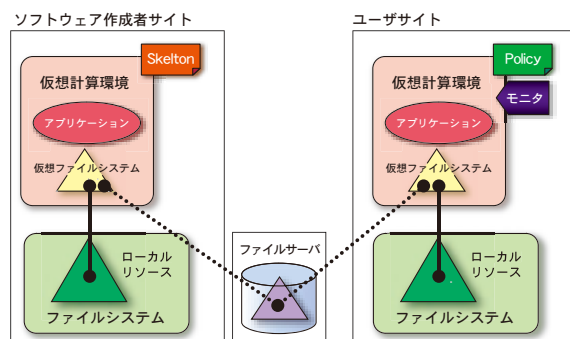 ソフトウェア作成者サイト
Skelton
仮想計算環境
アプリケーション
仮想ファイルシステム
ローカル
リソース
ファイルシステム
ファイルサーバ
ユーザサイト
Policy
仮想計算環境
モニタ
アプリケーション
仮想ファイルシステム
ローカル
リソース
ファイルシステム